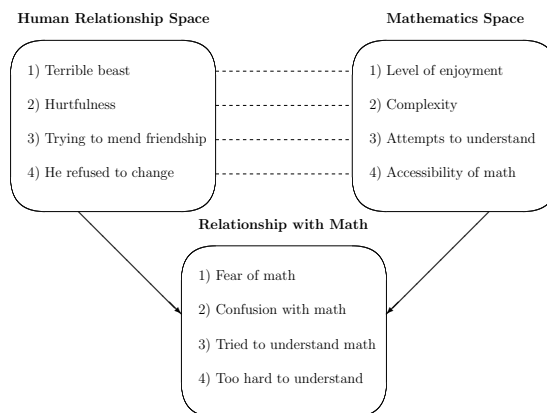 Human Relationship Space
1) Terrible beast
2) Hurtfulness
3) Trying to mend friendship
4) He refused to change
Mathematics Space
1) Level of enjoyment
2) Complexity
3) Attempts to understand
4) Accessibility of math
Relationship with Math
1) Fear of math
2) Confusion with math
3) Tried to understand math
4) Too hard to understand